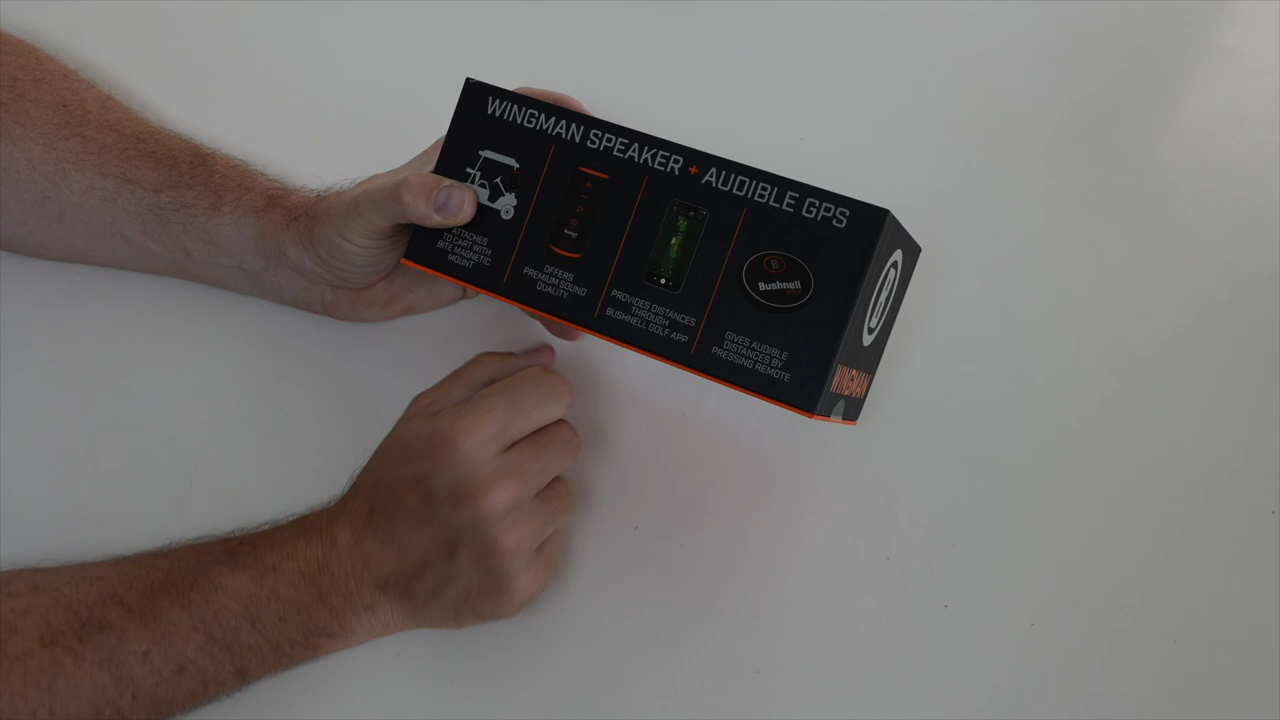 WINGMAN SPEAKER + AUDIBLE GPS
ATTACHES
TO CART WITH
BITE MAGNETIC
MOUNT
OFFERS
PREMIUM SOUND
QUALITY
PROVIDES DISTANCES
THROUGH
BUSHNELL GOLF APP
B
Bushnell
GIVES AUDIBLE
DISTANCES BY
PRESSING REMOTE
B
WINGMAN